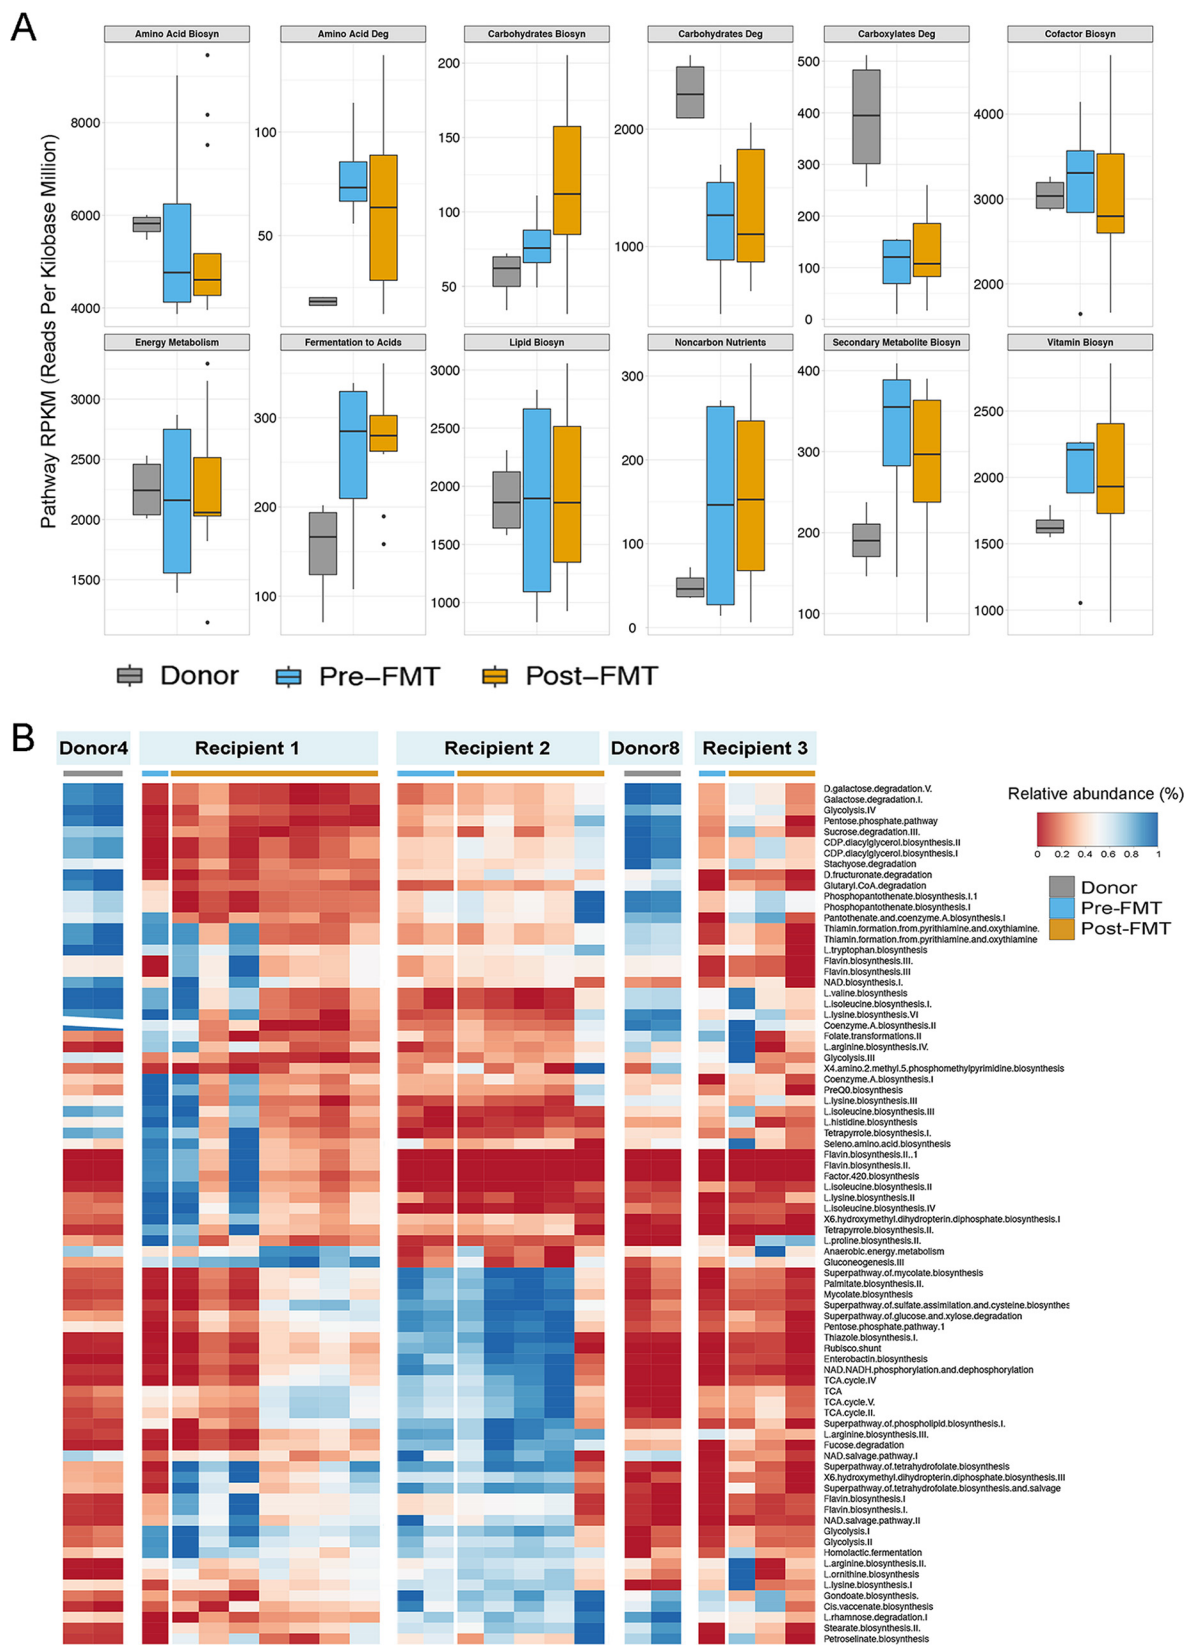 A
Amino Acid Biosyn
Amino Acid Deg
Carbohydrates Biosyn
Carbohydrates Deg
Carboxylates Deg
Cofactor Biosyn
8000
6000
4000
100
50
200
150
100
50
2000
1000
500
400
300
200
100
0
4000
3000
2000
Pathway RPKM (Reads Per Kilobase Million)
Energy Metabolism
Fermentation to Acids
Lipid Biosyn
Noncarbon Nutrients
Secondary Metabolite Biosyn
Vitamin Biosyn
3000
2500
2000
1500
300
200
100
3000
2500
2000
1500
1000
300
200
100
0
400
300
200
100
2500
2000
1500
1000
Donor
Pre–FMT
Post–FMT
B
Donor4
Recipient 1
Recipient 2
Donor8
Recipient 3
D.galactose.degradation.V.
Galactose.degradation.I.
Glycolysis.IV
Pentose.phosphate.pathway
Sucrose.degradation.III.
CDP.diacylglycerol.biosynthesis.II
CDP.diacylglycerol.biosynthesis.I
Stachyose.degradation
D.fructuronate.degradation
Glutaryl.CoA.degradation
Phosphopantothenate.biosynthesis.I.1
Phosphopantothenate.biosynthesis.I
Pantothenate.and.coenzyme.A.biosynthesis.I
Thiamin.formation.from.pyrithiamine.and.oxythiamine.
Thiamin.formation.from.pyrithiamine.and.oxythiamine
L.tryptophan.biosynthesis
Flavin.biosynthesis.III.
Flavin.biosynthesis.III
NAD.biosynthesis.I.
L.valine.biosynthesis
L.isoleucine.biosynthesis.I.
L.lysine.biosynthesis.VI
Coenzyme.A.biosynthesis.II
Folate.transformations.II
L.arginine.biosynthesis.IV.
Glycolysis.III
X4.amino.2.methyl.5.phosphomethylpyrimidine.biosynthesis
Coenzyme.A.biosynthesis.I
PreQ0.biosynthesis
L.lysine.biosynthesis.III
L.isoleucine.biosynthesis.III
L.histidine.biosynthesis
Tetrapyrrole.biosynthesis.I.
Seleno.amino.acid.biosynthesis
Flavin.biosynthesis.II..1
Flavin.biosynthesis.II.
Factor.420.biosynthesis
L.isoleucine.biosynthesis.II
L.lysine.biosynthesis.II
L.isoleucine.biosynthesis.IV
X6.hydroxymethyl.dihydropterin.diphosphate.biosynthesis.I
Tetrapyrrole.biosynthesis.II.
L.proline.biosynthesis.II.
Anaerobic.energy.metabolism
Gluconeogenesis.III
Superpathway.of.mycolate.biosynthesis
Palmitate.biosynthesis.II.
Mycolate.biosynthesis
Superpathway.of.sulfate.assimilation.and.cysteine.biosynthes
Superpathway.of.glucose.and.xylose.degradation
Pentose.phosphate.pathway.1
Thiazole.biosynthesis.I.
Rubisco.shunt
Enterobactin.biosynthesis
NAD.NADH.phosphorylation.and.dephosphorylation
TCA.cycle.IV
TCA
TCA.cycle.V.
TCA.cycle.II.
Superpathway.of.phospholipid.biosynthesis.I.
L.arginine.biosynthesis.III.
Fucose.degradation
NAD.salvage.pathway.I
Superpathway.of.tetrahydrofolate.biosynthesis
X6.hydroxymethyl.dihydropterin.diphosphate.biosynthesis.III
Superpathway.of.tetrahydrofolate.biosynthesis.and.salvage
Flavin.biosynthesis.I
Flavin.biosynthesis.I.
NAD.salvage.pathway.II
Glycolysis.I
Glycolysis.II
Homolactic.fermentation
L.arginine.biosynthesis.II.
L.ornithine.biosynthesis
L.lysine.biosynthesis.I
Gondoate.biosynthesis.
Cis.vaccenate.biosynthesis
L.rhamnose.degradation.I
Stearate.biosynthesis.II.
Petroselinate.biosynthesis
Relative abundance (%)
0 0.2 0.4 0.6 0.8 1
Donor
Pre-FMT
Post-FMT